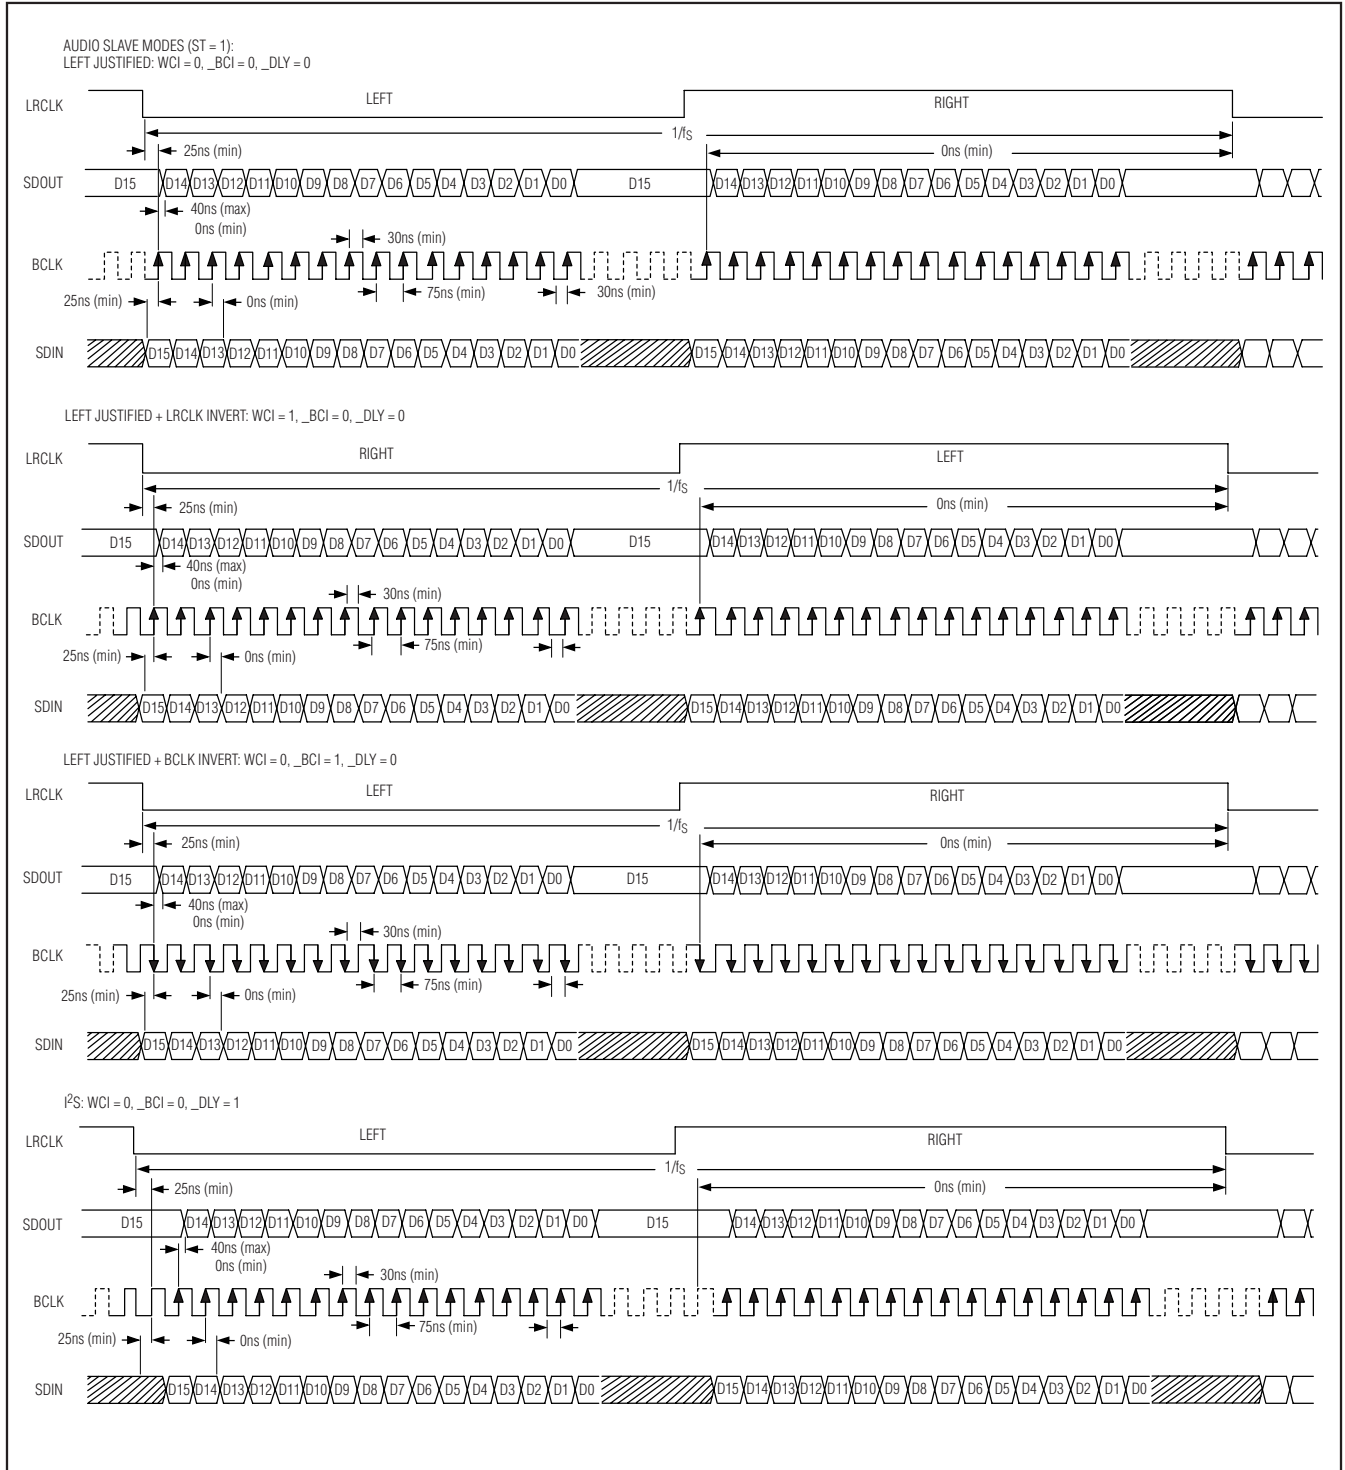 AUDIO SLAVE MODES (ST = 1):
LEFT JUSTIFIED: WCI = 0, _BCI = 0, _DLY = 0
LRCLK LEFT RIGHT
1/fS
25ns (min) 0ns (min)
SDOUT D15 D14 D13 D12 D11 D10 D9 D8 D7 D6 D5 D4 D3 D2 D1 D0 D15 D14 D13 D12 D11 D10 D9 D8 D7 D6 D5 D4 D3 D2 D1 D0
40ns (max)
0ns (min) 30ns (min)
BCLK
25ns (min) 0ns (min) 75ns (min) 30ns (min)
SDIN D15 D14 D13 D12 D11 D10 D9 D8 D7 D6 D5 D4 D3 D2 D1 D0 D15 D14 D13 D12 D11 D10 D9 D8 D7 D6 D5 D4 D3 D2 D1 D0
LEFT JUSTIFIED + LRCLK INVERT: WCI = 1, _BCI = 0, _DLY = 0
LRCLK RIGHT LEFT
1/fS
25ns (min) 0ns (min)
SDOUT D15 D14 D13 D12 D11 D10 D9 D8 D7 D6 D5 D4 D3 D2 D1 D0 D15 D14 D13 D12 D11 D10 D9 D8 D7 D6 D5 D4 D3 D2 D1 D0
40ns (max)
0ns (min) 30ns (min)
BCLK
25ns (min) 0ns (min) 75ns (min)
SDIN D15 D14 D13 D12 D11 D10 D9 D8 D7 D6 D5 D4 D3 D2 D1 D0 D15 D14 D13 D12 D11 D10 D9 D8 D7 D6 D5 D4 D3 D2 D1 D0
LEFT JUSTIFIED + BCLK INVERT: WCI = 0, _BCI = 1, _DLY = 0
LRCLK LEFT RIGHT
1/fS
25ns (min) 0ns (min)
SDOUT D15 D14 D13 D12 D11 D10 D9 D8 D7 D6 D5 D4 D3 D2 D1 D0 D15 D14 D13 D12 D11 D10 D9 D8 D7 D6 D5 D4 D3 D2 D1 D0
40ns (max)
0ns (min) 30ns (min)
BCLK
25ns (min) 0ns (min) 75ns (min)
SDIN D15 D14 D13 D12 D11 D10 D9 D8 D7 D6 D5 D4 D3 D2 D1 D0 D15 D14 D13 D12 D11 D10 D9 D8 D7 D6 D5 D4 D3 D2 D1 D0
I²S: WCI = 0, _BCI = 0, _DLY = 1
LRCLK LEFT RIGHT
1/fS
25ns (min) 0ns (min)
SDOUT D15 D14 D13 D12 D11 D10 D9 D8 D7 D6 D5 D4 D3 D2 D1 D0 D15 D14 D13 D12 D11 D10 D9 D8 D7 D6 D5 D4 D3 D2 D1 D0
40ns (max)
0ns (min) 30ns (min)
BCLK
25ns (min) 0ns (min) 75ns (min)
SDIN D15 D14 D13 D12 D11 D10 D9 D8 D7 D6 D5 D4 D3 D2 D1 D0 D15 D14 D13 D12 D11 D10 D9 D8 D7 D6 D5 D4 D3 D2 D1 D0